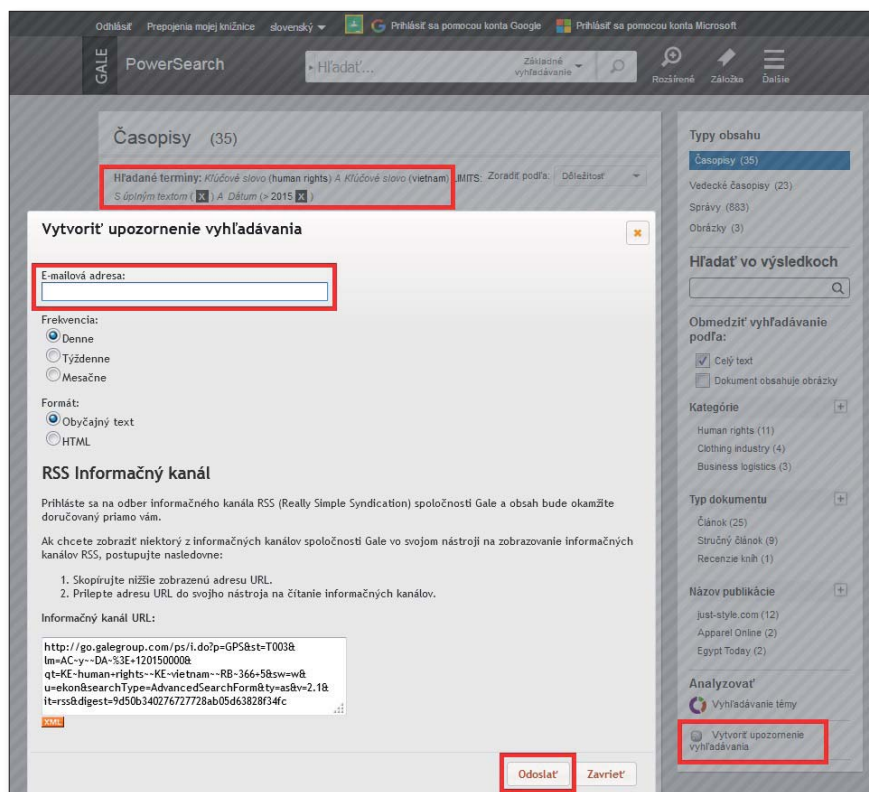 Odhlásiť Prepojenia mojej knižnice slovenský Prihlásiť sa pomocou konta Google Prihlásiť sa pomocou konta Microsoft
GALE PowerSearch Hľadať... Základné vyhľadávanie Rozšírené Záložka Ďalšie
Časopisy (35)
Hľadané termíny: Kľúčové slovo (human rights) A Kľúčové slovo (vietnam) LIMITS: Zoradiť podľa: Dôležitosť
S úplným textom ( X ) A Dátum (> 2015 X )
Vytvoriť upozornenie vyhľadávania
E-mailová adresa:
Frekvencia:
Denne
Týždenne
Mesačne
Formát:
Obyčajný text
HTML
RSS Informačný kanál
Prihláste sa na odber informačného kanála RSS (Really Simple Syndication) spoločnosti Gale a obsah bude okamžite
doručovaný priamo vám.
Ak chcete zobraziť niektorý z informačných kanálov spoločnosti Gale vo svojom nástroji na zobrazovanie informačných
kanálov RSS, postupujte nasledovne:
1. Skopírujte nižšie zobrazenú adresu URL.
2. Prilepte adresu URL do svojho nástroja na čítanie informačných kanálov.
Informačný kanál URL:
http://go.galegroup.com/ps/i.do?p=GPS&st=T003&
lm=AC~y~~DA~%3E+120150000&
qt=KE~human+rights~~KE~vietnam~~RB~366+5&sw=w&
u=ekon&searchType=AdvancedSearchForm&ty=as&v=2.1&
it=rss&digest=9d50b340276727728ab05d63828f34fc
XML
Odoslať Zavrieť
Typy obsahu
Časopisy (35)
Vedecké časopisy (23)
Správy (883)
Obrázky (3)
Hľadať vo výsledkoch
Obmedziť vyhľadávanie
podľa:
Celý text
Dokument obsahuje obrázky
Kategórie
Human rights (11)
Clothing industry (4)
Business logistics (3)
Typ dokumentu
Článok (25)
Stručný článok (9)
Recenzie kníh (1)
Názov publikácie
just-style.com (12)
Apparel Online (2)
Egypt Today (2)
Analyzovať
Vyhľadávanie témy
Vytvoriť upozornenie
vyhľadávania